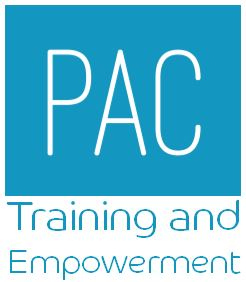 PAC
Training and
Empowerment